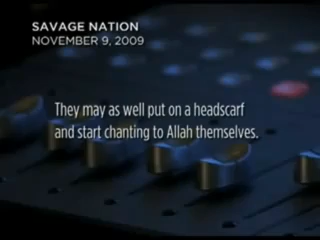 SAVAGE NATION
NOVEMBER 9, 2009
They may as well put on a headscarf
and start chanting to Allah themselves.